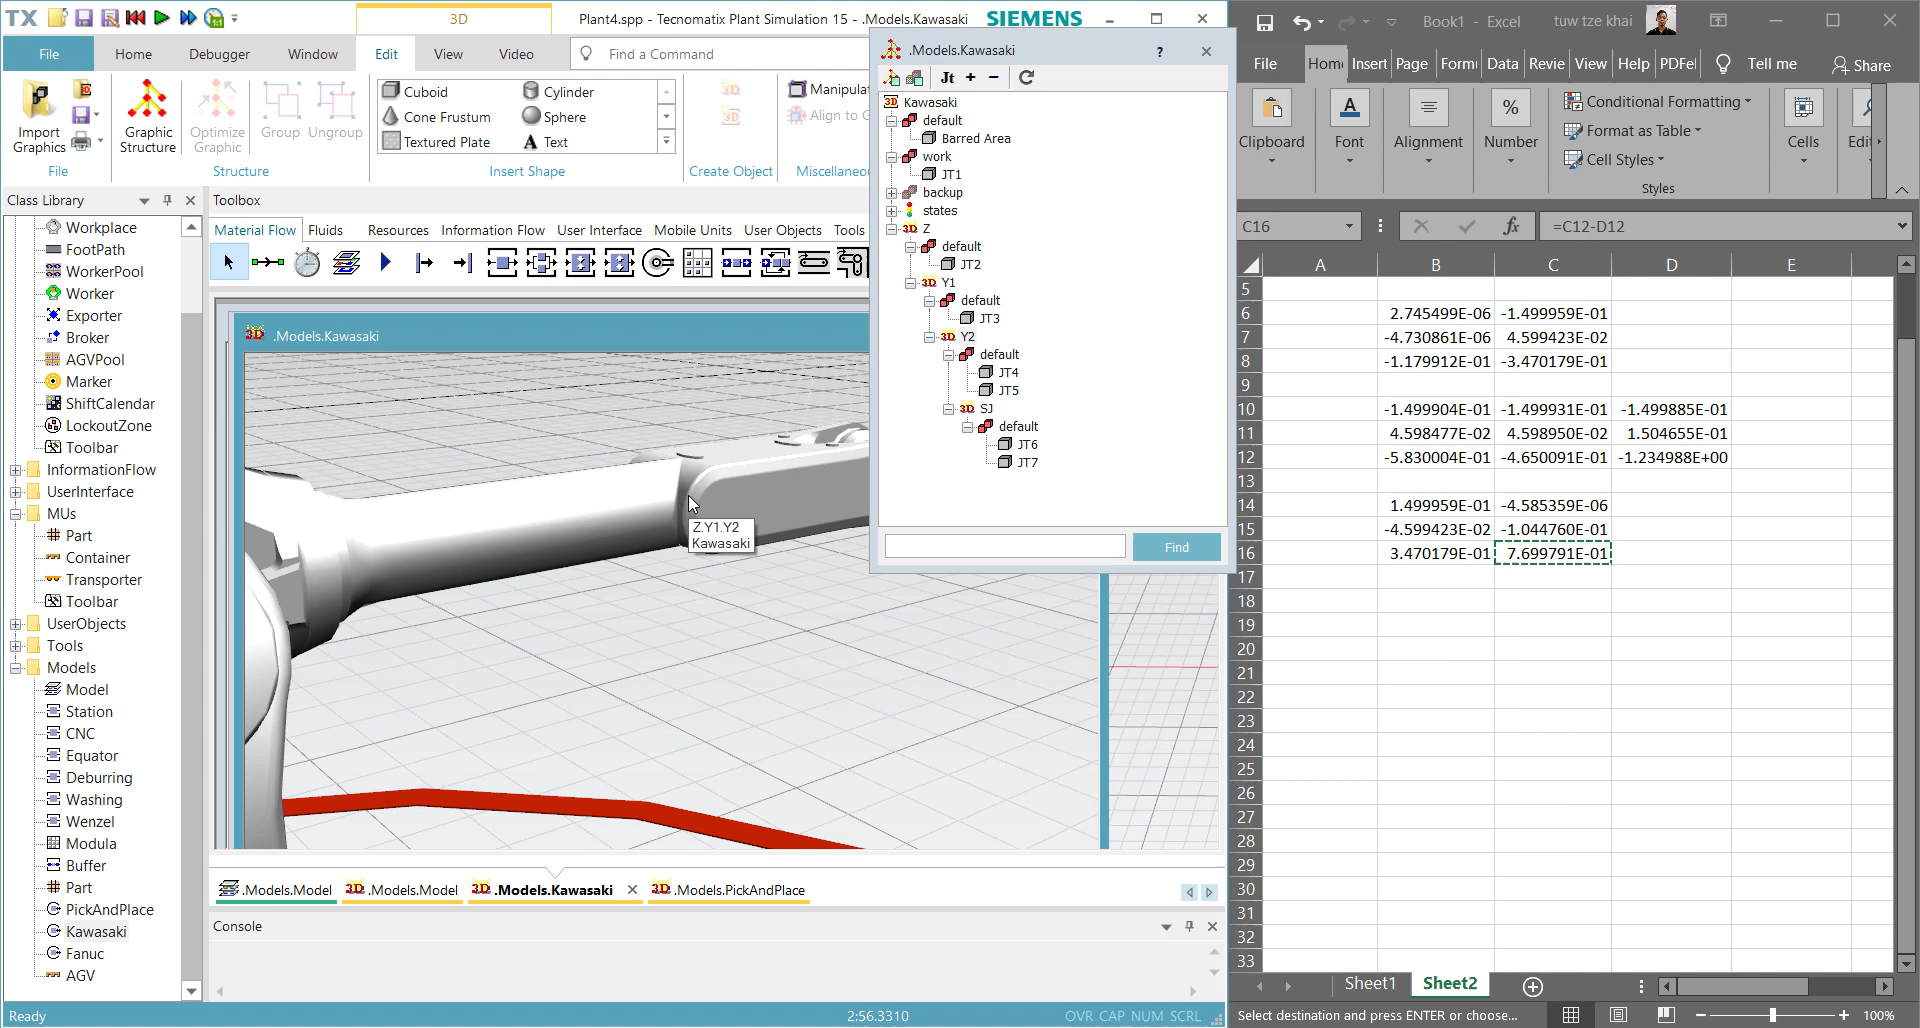 TX
3D
Plant4.spp - Tecnomatix Plant Simulation 15 - .Models.Kawasaki
SIEMENS
File
Home
Debugger
Window
Edit
View
Video
Find a Command
Import
Graphics
Graphic
Structure
Optimize
Graphic
Group
Ungroup
Cuboid
Cylinder
Cone Frustum
Sphere
Textured Plate
Text
Align to G
File
Structure
Insert Shape
Create Object
Class Library
Workplace
FootPath
WorkerPool
Worker
Exporter
Broker
AGVPool
Marker
ShiftCalendar
LockoutZone
Toolbar
InformationFlow
UserInterface
MUs
Part
Container
Transporter
Toolbar
UserObjects
Tools
Models
Model
Station
CNC
Equator
Deburring
Washing
Wenzel
Modula
Buffer
Part
PickAndPlace
Kawasaki
Fanuc
AGV
Toolbox
Material Flow
Fluids
Resources
Information Flow
User Interface
Mobile Units
User Objects
Tools
.Models.Kawasaki
Z.Y1.Y2
Kawasaki
.Models.Model
.Models.Model
.Models.Kawasaki
.Models.PickAndPlace
Console
Ready
2:56.3310
OVR CAP NUM SCRL
.Models.Kawasaki
?
Jt + −
Kawasaki
default
Barred Area
work
JT1
backup
states
Z
default
JT2
Y1
default
JT3
Y2
default
JT4
JT5
SJ
default
JT6
JT7
Find
Book1 - Excel
tuw tze khai
File
Insert
Page
Data
View
Help
Tell me
Share
Clipboard
Font
Alignment
%
Number
Conditional Formatting
Format as Table
Cell Styles
Styles
Cells
C16
fx
=C12-D12
A B C D E
5
6 2.745499E-06 -1.499959E-01
7 -4.730861E-06 4.599423E-02
8 -1.179912E-01 -3.470179E-01
9
10 -1.499904E-01 -1.499931E-01 -1.499885E-01
11 4.598477E-02 4.598950E-02 1.504655E-01
12 -5.830004E-01 -4.650091E-01 -1.234988E+00
13
14 1.499959E-01 -4.585359E-06
15 -4.599423E-02 -1.044760E-01
16 3.470179E-01 7.699791E-01
17
18
19
20
21
22
23
24
25
26
27
28
29
30
31
32
33
Sheet1
Sheet2
Select destination and press ENTER or choose...
100%